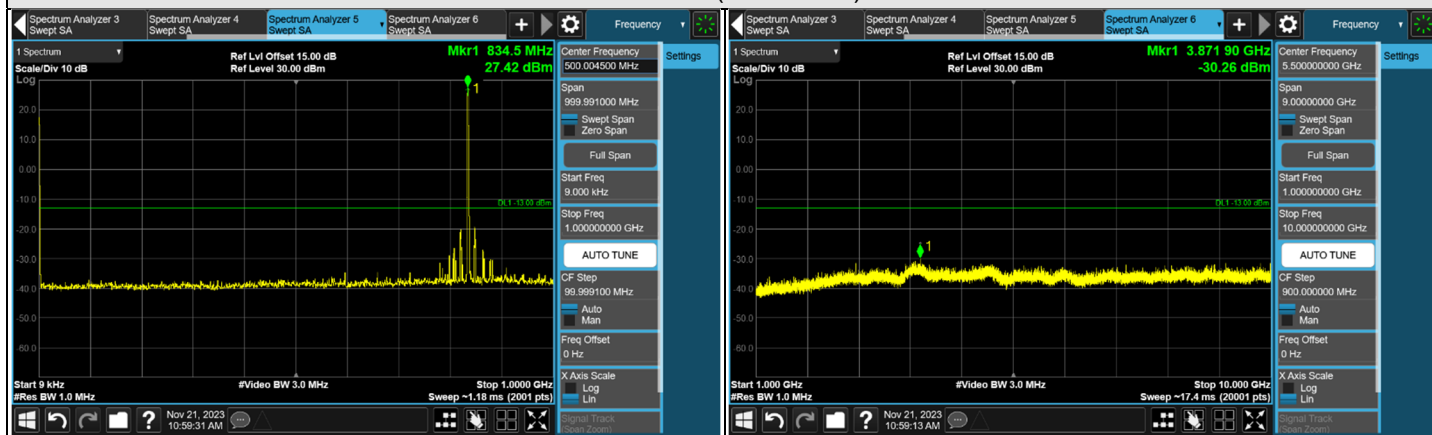 Spectrum Analyzer 3
Swept SA
Spectrum Analyzer 4
Swept SA
Spectrum Analyzer 5
Swept SA
Spectrum Analyzer 6
Swept SA
+
Frequency
1 Spectrum
Scale/Div 10 dB
Log
Ref Lvl Offset 15.00 dB
Ref Level 30.00 dBm
Mkr1 834.5 MHz
27.42 dBm
1
20.0
10.0
0.00
-10.0
-20.0
-30.0
-40.0
-50.0
-60.0
DL1 -13.00 dBm
Start 9 kHz
#Res BW 1.0 MHz
#Video BW 3.0 MHz
Stop 1.0000 GHz
Sweep ~1.18 ms (2001 pts)
Center Frequency
500.004500 MHz
Settings
Span
999.991000 MHz
Swept Span
Zero Span
Full Span
Start Freq
9.000 kHz
Stop Freq
1.000000000 GHz
AUTO TUNE
CF Step
99.999100 MHz
Auto
Man
Freq Offset
0 Hz
X Axis Scale
Log
Lin
Signal Track
(Span Zoom)
?
Nov 21, 2023
10:59:31 AM
Spectrum Analyzer 3
Swept SA
Spectrum Analyzer 4
Swept SA
Spectrum Analyzer 5
Swept SA
Spectrum Analyzer 6
Swept SA
+
Frequency
1 Spectrum
Scale/Div 10 dB
Log
Ref Lvl Offset 15.00 dB
Ref Level 30.00 dBm
Mkr1 3.871 90 GHz
-30.26 dBm
1
20.0
10.0
0.00
-10.0
-20.0
-30.0
-40.0
-50.0
-60.0
DL1 -13.00 dBm
Start 1.000 GHz
#Res BW 1.0 MHz
#Video BW 3.0 MHz
Stop 10.000 GHz
Sweep ~17.4 ms (20001 pts)
Center Frequency
5.500000000 GHz
Settings
Span
9.00000000 GHz
Swept Span
Zero Span
Full Span
Start Freq
1.000000000 GHz
Stop Freq
10.000000000 GHz
AUTO TUNE
CF Step
900.000000 MHz
Auto
Man
Freq Offset
0 Hz
X Axis Scale
Log
Lin
Signal Track
(Span Zoom)
?
Nov 21, 2023
10:59:13 AM